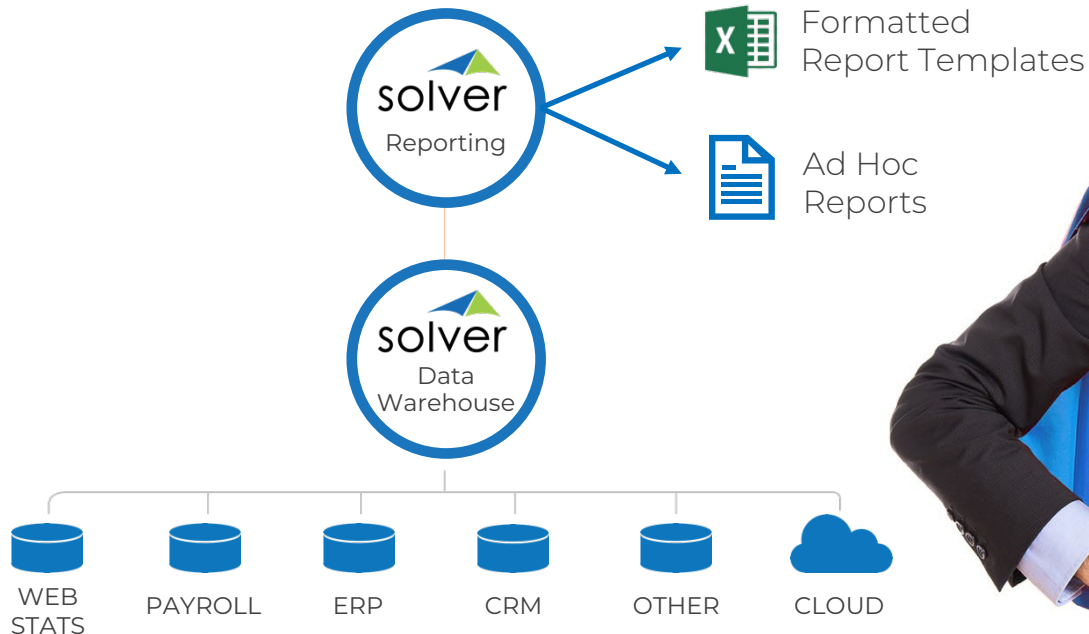 solver
Reporting
X
Formatted
Report Templates
Ad Hoc
Reports
solver
Data
Warehouse
WEB
STATS
PAYROLL
ERP
CRM
OTHER
CLOUD